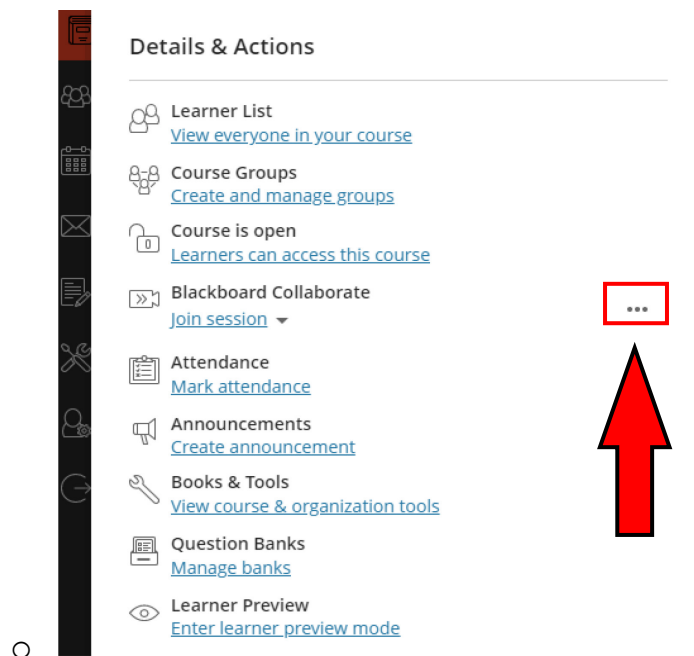 Details & Actions
Learner List
View everyone in your course
Course Groups
Create and manage groups
Course is open
Learners can access this course
Blackboard Collaborate
Join session
Attendance
Mark attendance
Announcements
Create announcement
Books & Tools
View course & organization tools
Question Banks
Manage banks
Learner Preview
Enter learner preview mode